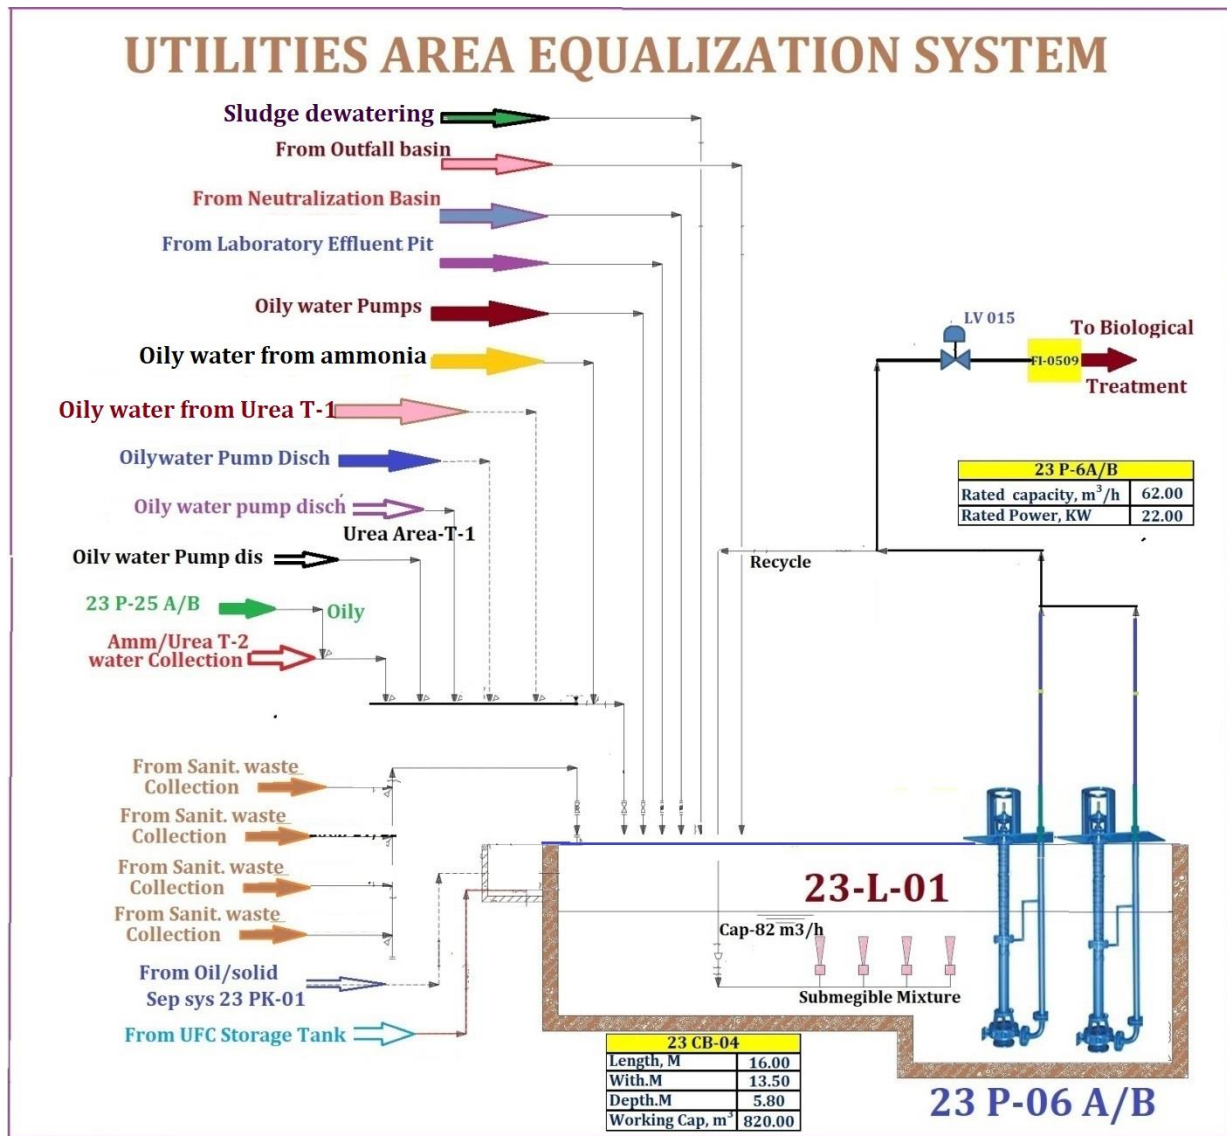 UTILITIES AREA EQUALIZATION SYSTEM
Sludge dewatering
From Outfall basin
From Neutralization Basin
From Laboratory Effluent Pit
Oily water Pumps
Oily water from ammonia
Oily water from Urea T-1
Oilywater Pump Disch
Oily water pump disch
Urea Area-T-1
Oilv water Pump dis
23 P-25 A/B
Oily
Amm/Urea T-2
water Collection
From Sanit. waste
Collection
From Sanit. waste
Collection
From Sanit. waste
Collection
From Sanit. waste
Collection
From Oil/solid
Sep sys 23 PK-01
From UFC Storage Tank
LV 015
To Biological
FI-0509
Treatment
23 P-6A/B
Rated capacity, m³/h 62.00
Rated Power, KW 22.00
Recycle
23-L-01
Cap-82 m3/h
Submegible Mixture
23 CB-04
Length, M 16.00
With.M 13.50
Depth.M 5.80
Working Cap, m³ 820.00
23 P-06 A/B